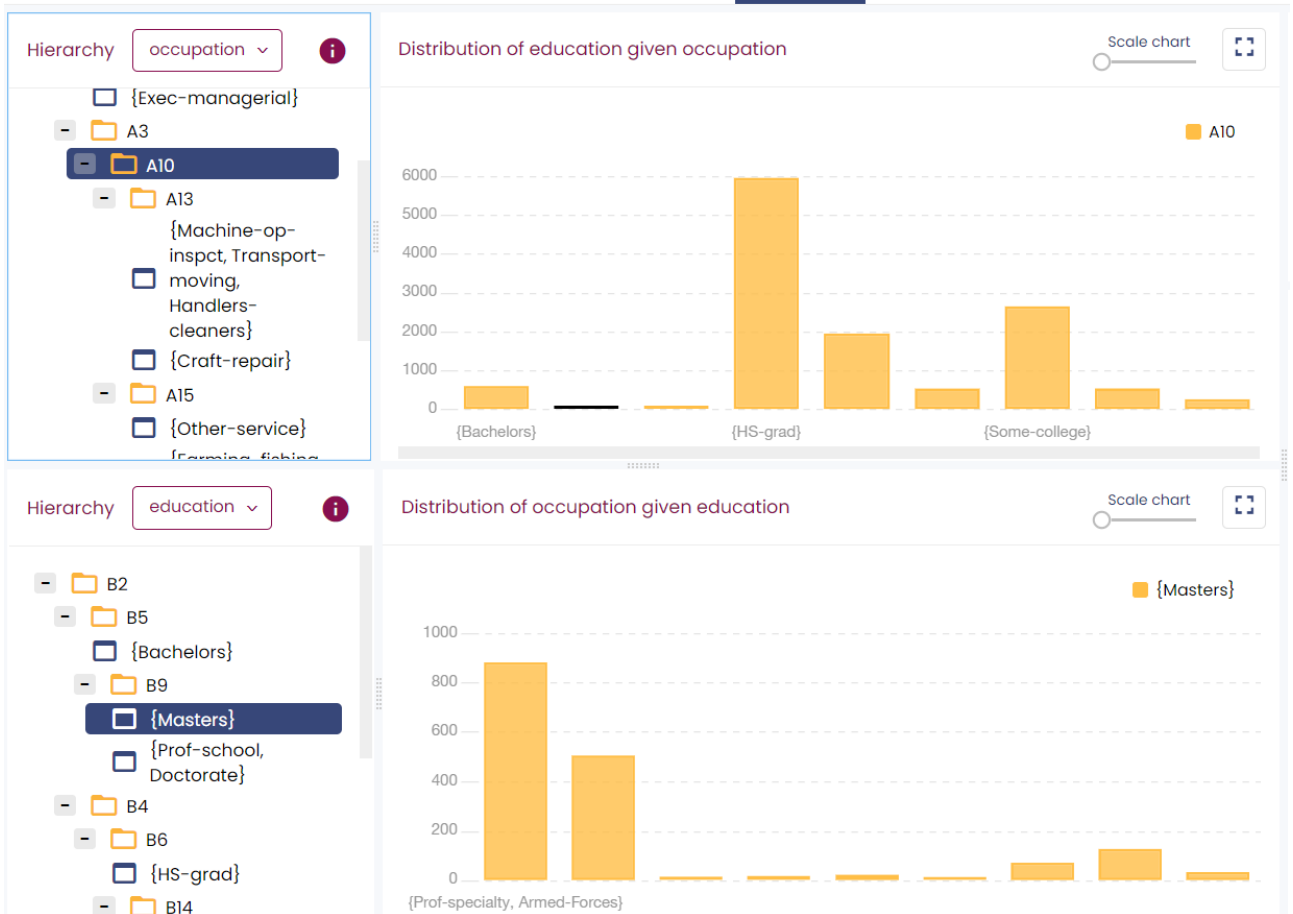 Hierarchy occupation
{Exec-managerial}
- A3
- A10
- A13
{Machine-op-
inspct, Transport-
moving,
Handlers-
cleaners}
{Craft-repair}
- A15
{Other-service}
{Farming-fishing
Distribution of education given occupation
Scale chart
A10
6000
5000
4000
3000
2000
1000
0
{Bachelors} {HS-grad} {Some-college}
Hierarchy education
- B2
- B5
{Bachelors}
- B9
{Masters}
{Prof-school,
Doctorate}
- B4
- B6
{HS-grad}
- B14
Distribution of occupation given education
Scale chart
{Masters}
1000
800
600
400
200
0
{Prof-specialty, Armed-Forces}